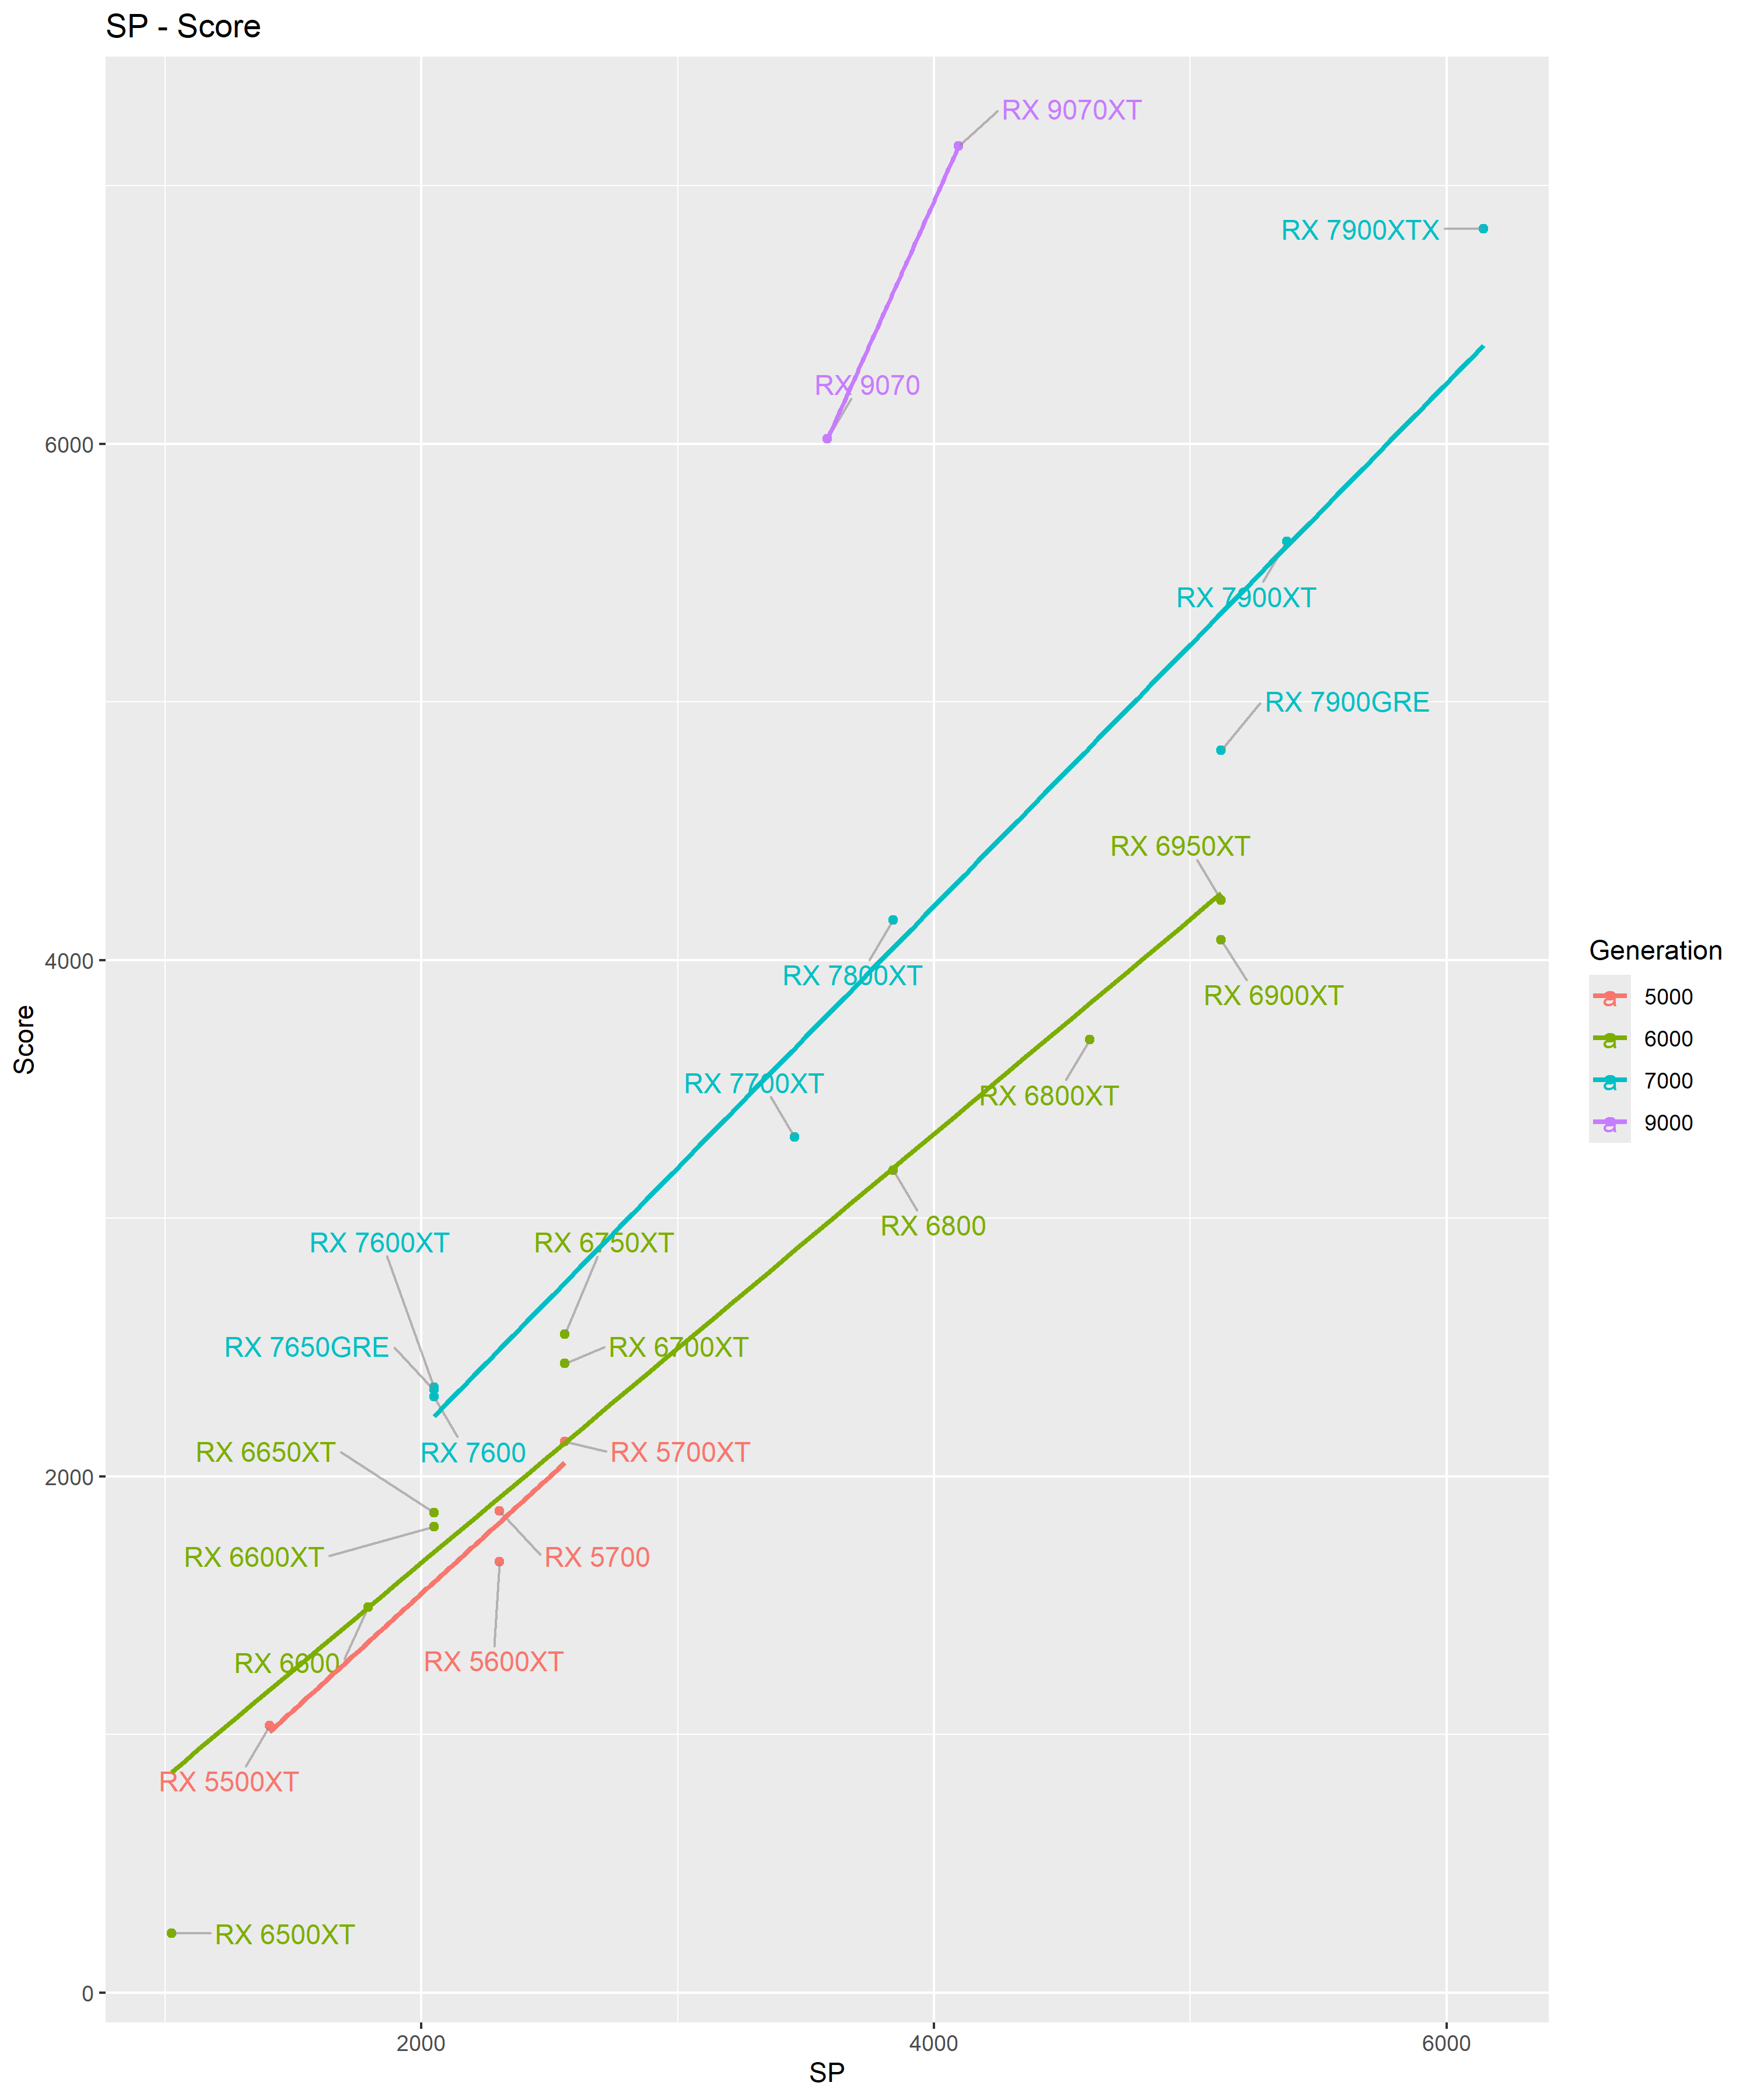 SP - Score
RX 9070XT
RX 7900XTX
RX 9070
6000
RX 7900XT
RX 7900GRE
RX 6950XT
4000
RX 7800XT
RX 6900XT
Generation
5000
6000
7000
9000
a
a
a
a
Score
RX 7700XT
RX 6800XT
RX 6800
RX 7600XT
RX 6750XT
RX 7650GRE
RX 6700XT
RX 6650XT
RX 7600
RX 5700XT
2000
RX 6600XT
RX 5700
RX 6600
RX 5600XT
RX 5500XT
RX 6500XT
0
2000
4000
6000
SP